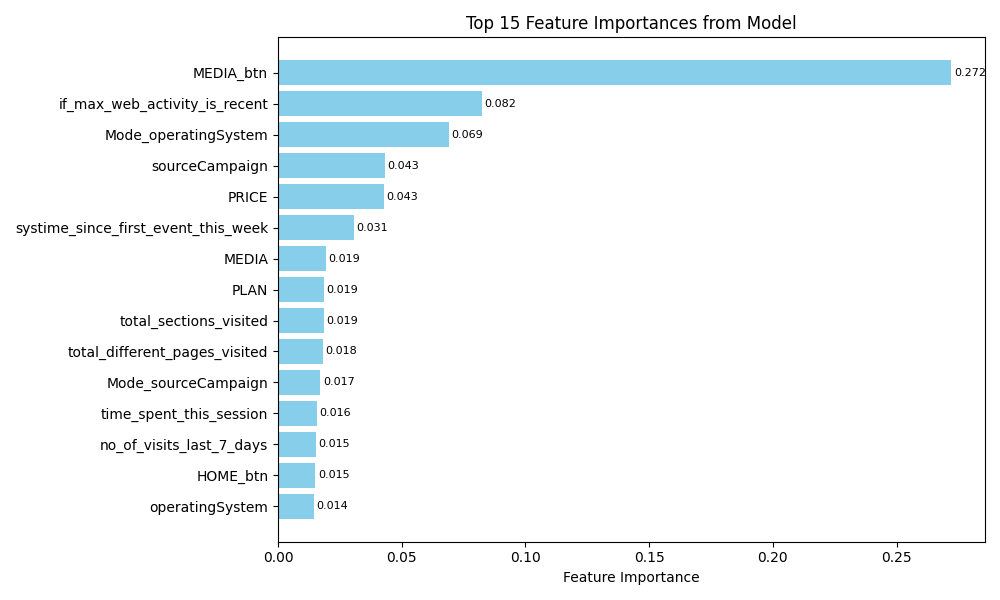 Top 15 Feature Importances from Model
MEDIA_btn 0.272
if_max_web_activity_is_recent 0.082
Mode_operatingSystem 0.069
sourceCampaign 0.043
PRICE 0.043
systime_since_first_event_this_week 0.031
MEDIA 0.019
PLAN 0.019
total_sections_visited 0.019
total_different_pages_visited 0.018
Mode_sourceCampaign 0.017
time_spent_this_session 0.016
no_of_visits_last_7_days 0.015
HOME_btn 0.015
operatingSystem 0.014
0.00 0.05 0.10 0.15 0.20 0.25
Feature Importance